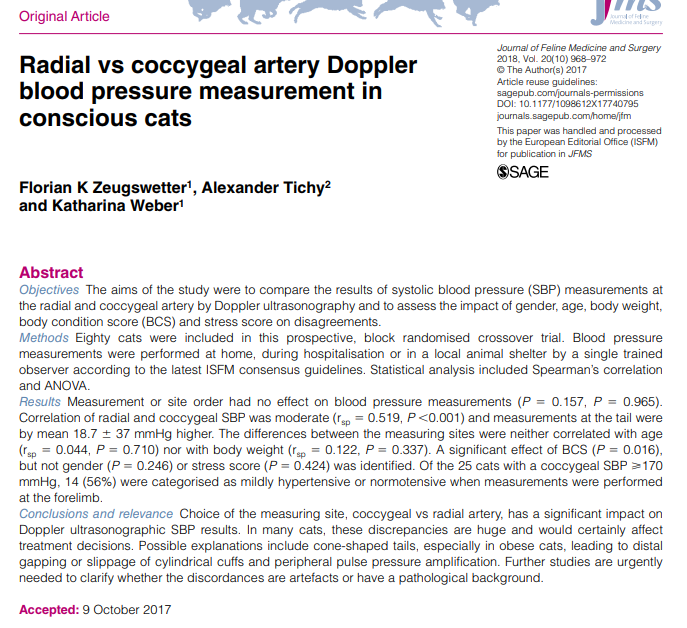 Original Article
jfms
Journal of Feline
Medicine and Surgery
Radial vs coccygeal artery Doppler
blood pressure measurement in
conscious cats
Journal of Feline Medicine and Surgery
2018, Vol. 20(10) 968–972
© The Author(s) 2017
Article reuse guidelines:
sagepub.com/journals-permissions
DOI: 10.1177/1098612X17740795
journals.sagepub.com/home/jfm
This paper was handled and processed
by the European Editorial Office (ISFM)
for publication in JFMS
SAGE
Florian K Zeugswetter¹, Alexander Tichy²
and Katharina Weber¹
Abstract
Objectives The aims of the study were to compare the results of systolic blood pressure (SBP) measurements at
the radial and coccygeal artery by Doppler ultrasonography and to assess the impact of gender, age, body weight,
body condition score (BCS) and stress score on disagreements.
Methods Eighty cats were included in this prospective, block randomised crossover trial. Blood pressure
measurements were performed at home, during hospitalisation or in a local animal shelter by a single trained
observer according to the latest ISFM consensus guidelines. Statistical analysis included Spearman's correlation
and ANOVA.
Results Measurement or site order had no effect on blood pressure measurements (P = 0.157, P = 0.965).
Correlation of radial and coccygeal SBP was moderate (rsp = 0.519, P <0.001) and measurements at the tail were
by mean 18.7 ± 37 mmHg higher. The differences between the measuring sites were neither correlated with age
(rsp = 0.044, P = 0.710) nor with body weight (rsp = 0.122, P = 0.337). A significant effect of BCS (P = 0.016),
but not gender (P = 0.246) or stress score (P = 0.424) was identified. Of the 25 cats with a coccygeal SBP ⩾170
mmHg, 14 (56%) were categorised as mildly hypertensive or normotensive when measurements were performed
at the forelimb.
Conclusions and relevance Choice of the measuring site, coccygeal vs radial artery, has a significant impact on
Doppler ultrasonographic SBP results. In many cats, these discrepancies are huge and would certainly affect
treatment decisions. Possible explanations include cone-shaped tails, especially in obese cats, leading to distal
gapping or slippage of cylindrical cuffs and peripheral pulse pressure amplification. Further studies are urgently
needed to clarify whether the discordances are artefacts or have a pathological background.
Accepted: 9 October 2017